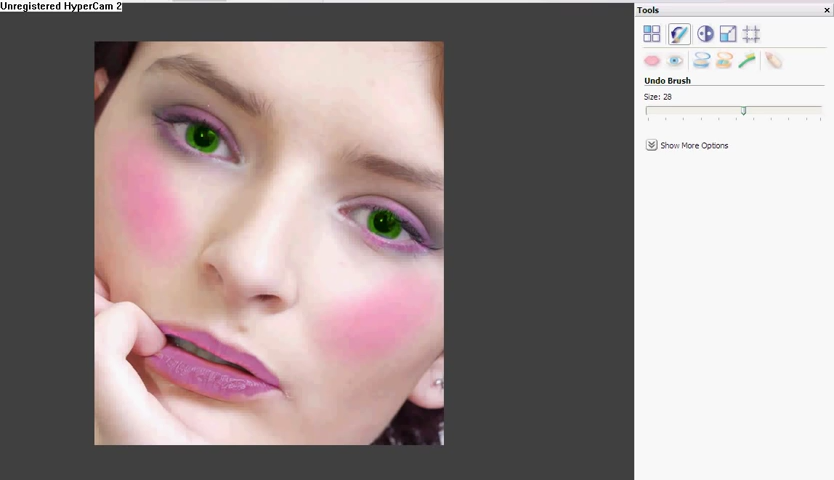 Unregistered HyperCam 2
Tools
Undo Brush
Size: 28
Show More Options